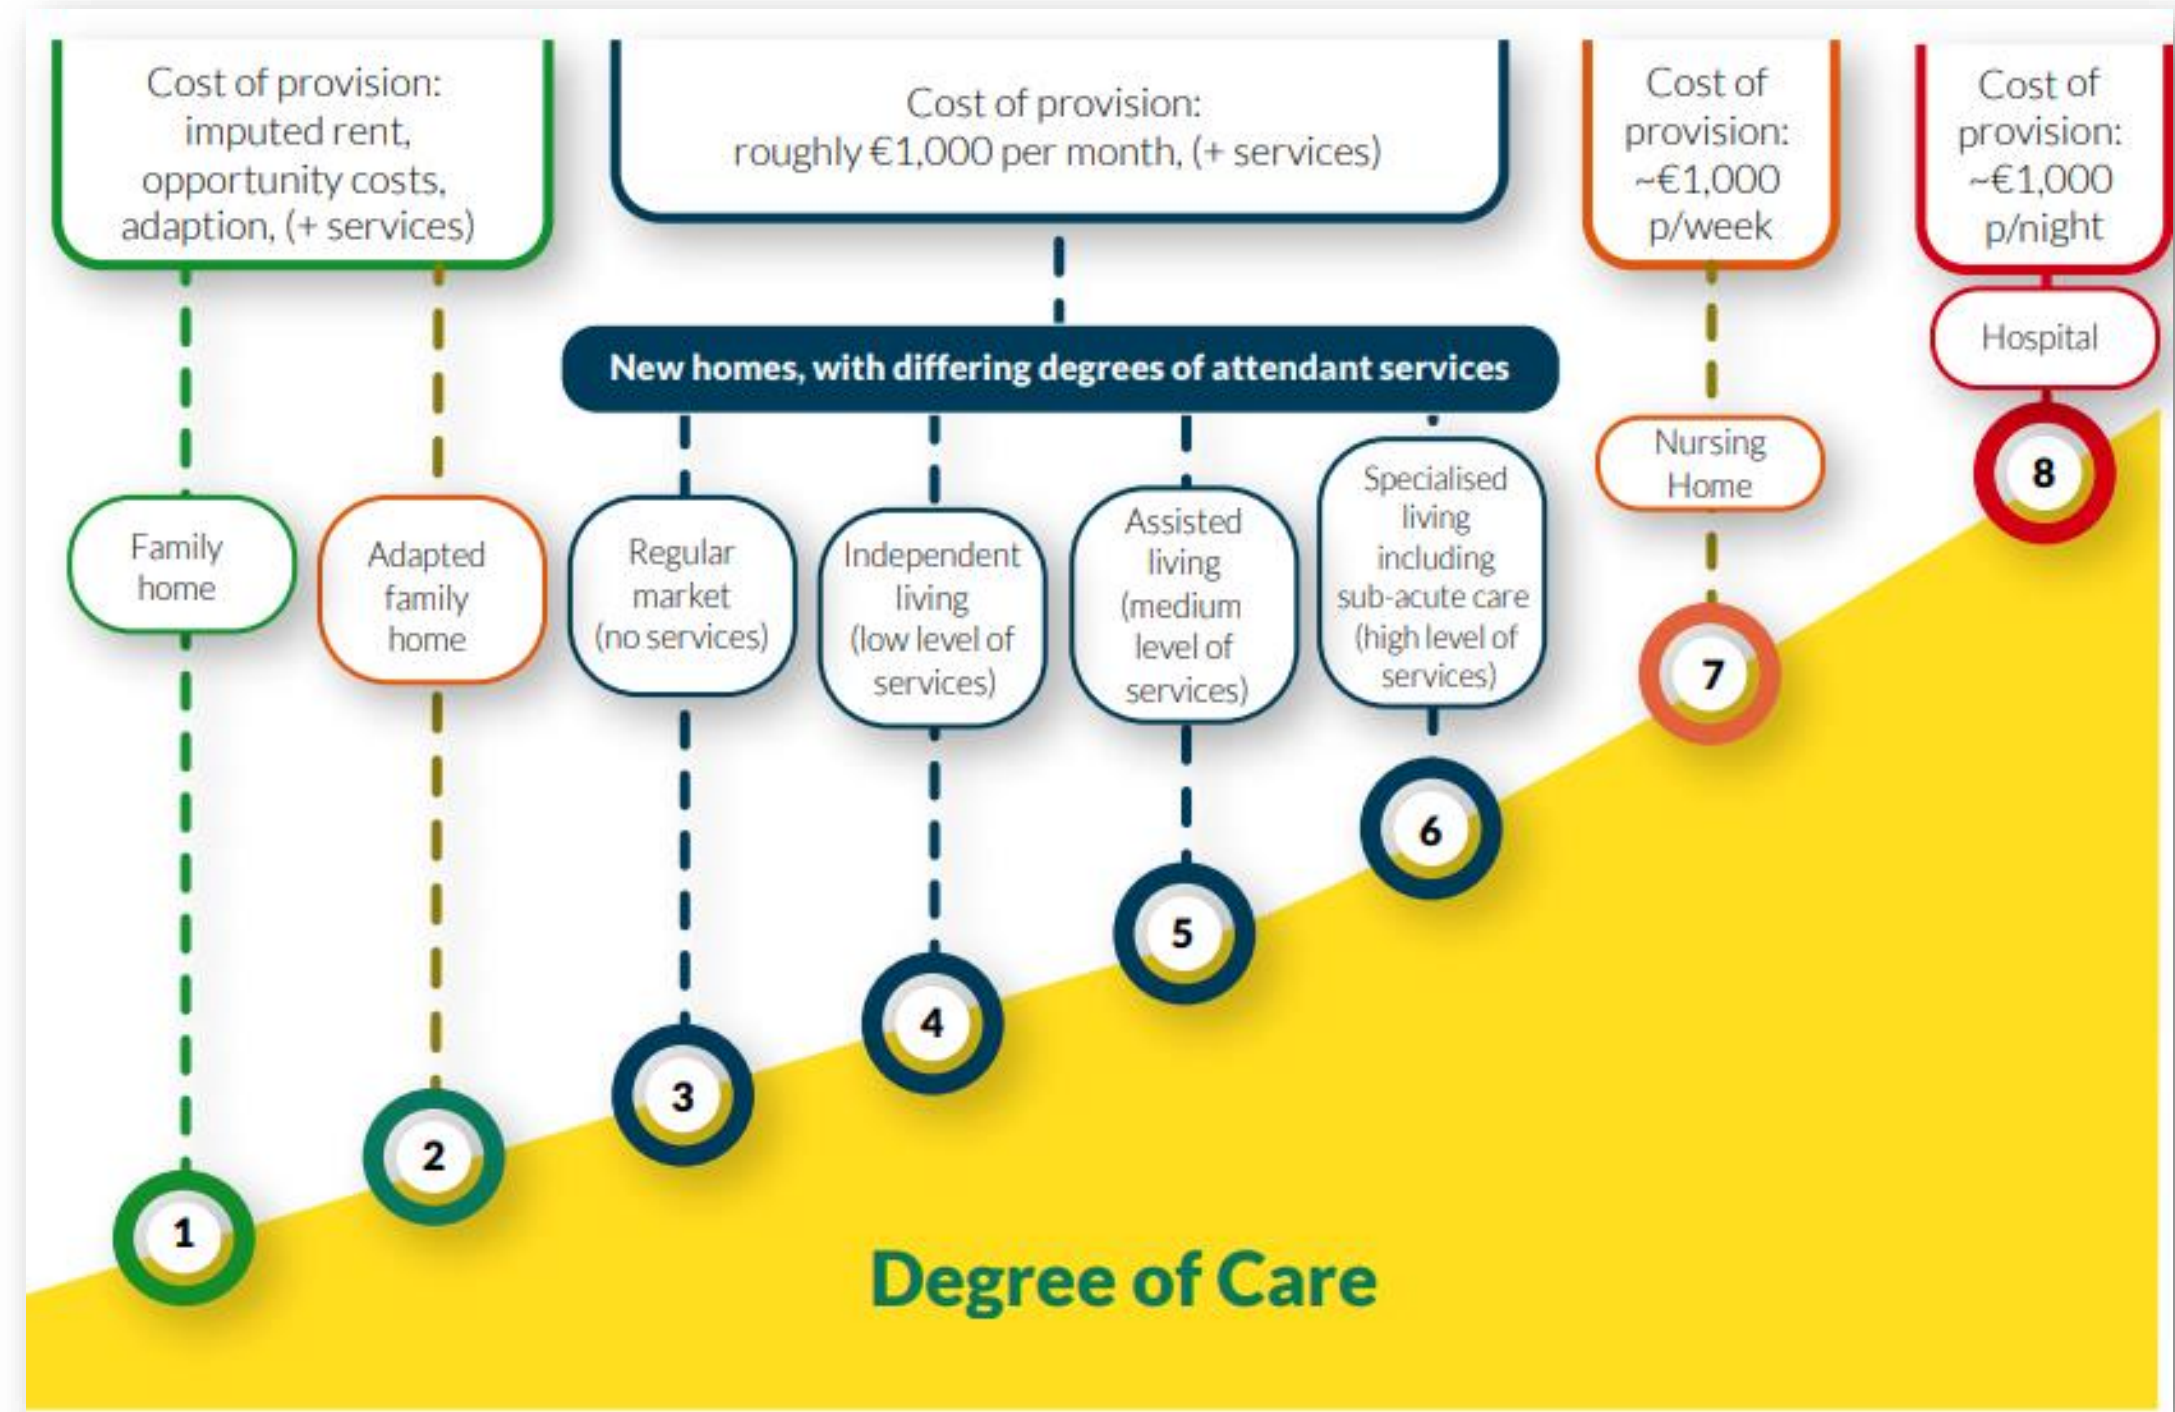 Cost of provision:
imputed rent,
opportunity costs,
adaption, (+ services)
Cost of provision:
roughly €1,000 per month, (+ services)
Cost of
provision:
~€1,000
p/week
Cost of
provision:
~€1,000
p/night
New homes, with differing degrees of attendant services
Family
home
Adapted
family
home
Regular
market
(no services)
Independent
living
(low level of
services)
Assisted
living
(medium
level of
services)
Specialised
living
including
sub-acute care
(high level of
services)
Nursing
Home
Hospital
1
2
3
4
5
6
7
8
Degree of Care